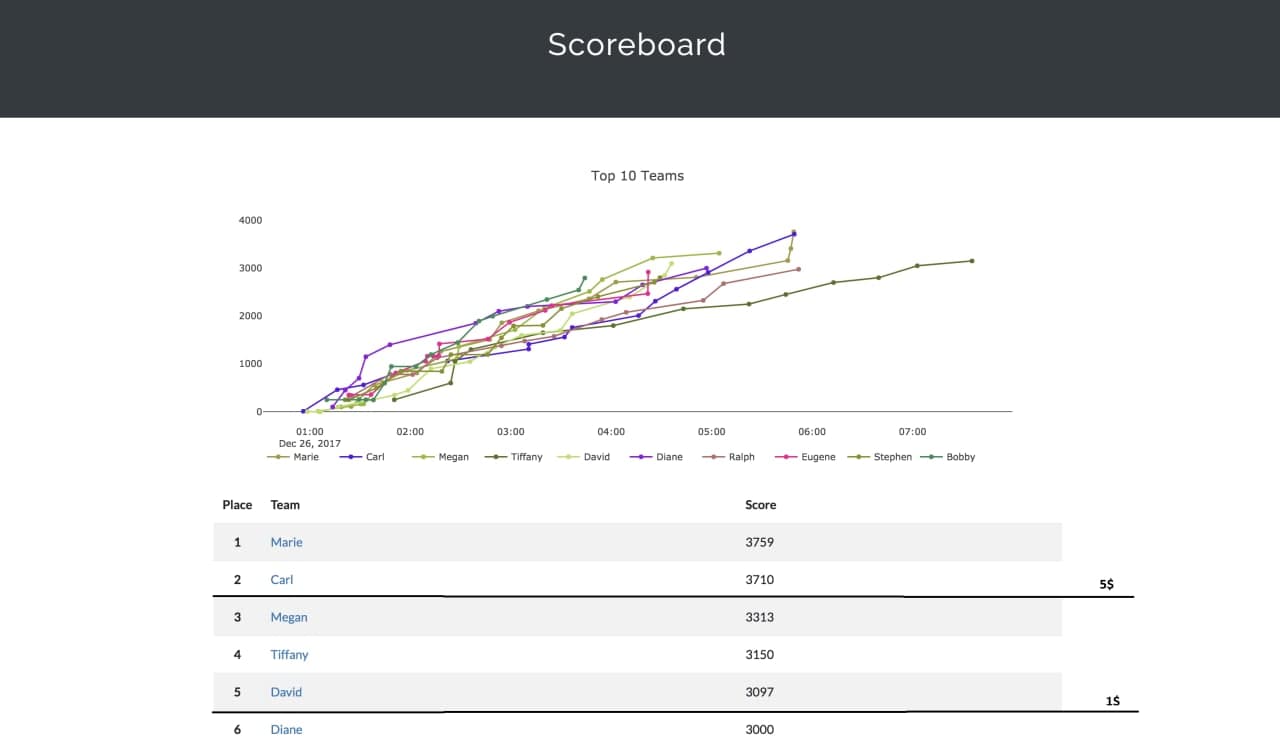 Scoreboard
Top 10 Teams
4000
3000
2000
1000
0
01:00 02:00 03:00 04:00 05:00 06:00 07:00
Dec 26, 2017
Marie Carl Megan Tiffany David Diane Ralph Eugene Stephen Bobby
Place Team Score
1 Marie 3759
2 Carl 3710
5$
3 Megan 3313
4 Tiffany 3150
5 David 3097
1$
6 Diane 3000